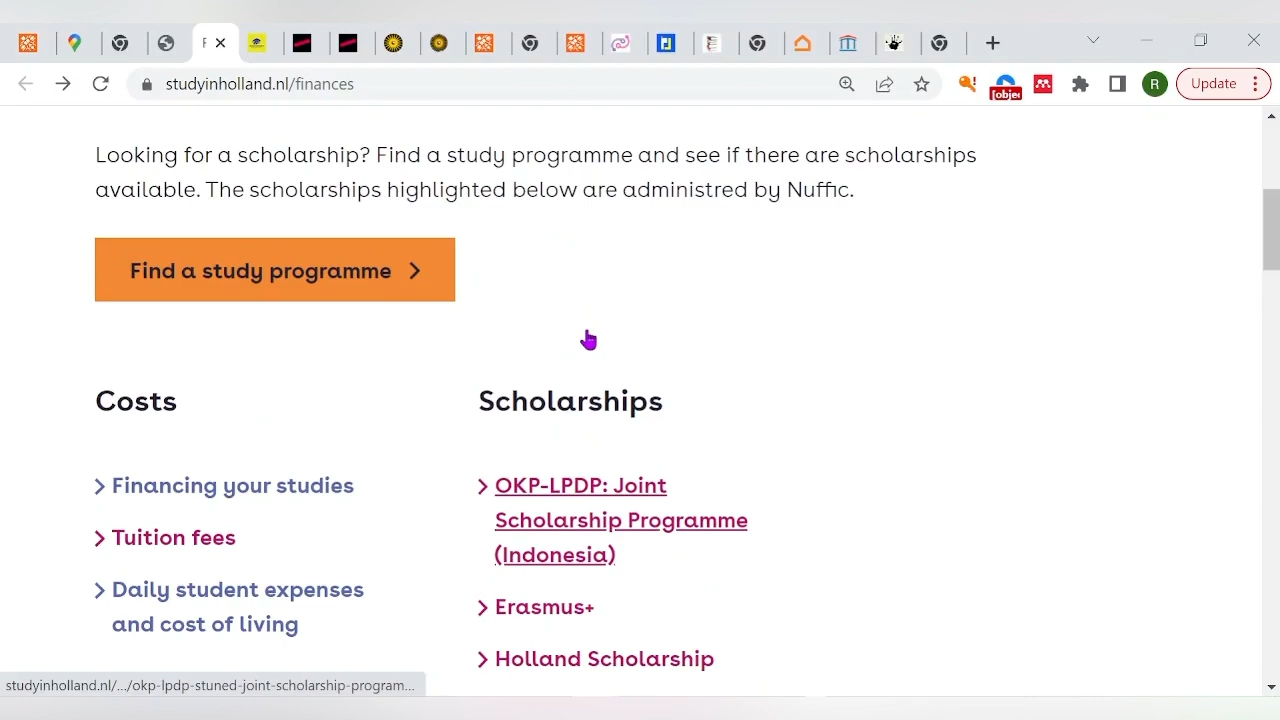 F
studyinholland.nl/finances
[objec
R
Update
Looking for a scholarship? Find a study programme and see if there are scholarships
available. The scholarships highlighted below are administred by Nuffic.
Find a study programme
Costs
Scholarships
Financing your studies
Tuition fees
Daily student expenses
and cost of living
OKP-LPDP: Joint
Scholarship Programme
(Indonesia)
Erasmus+
Holland Scholarship
studyinholland.nl/.../okp-lpdp-stuned-joint-scholarship-program...